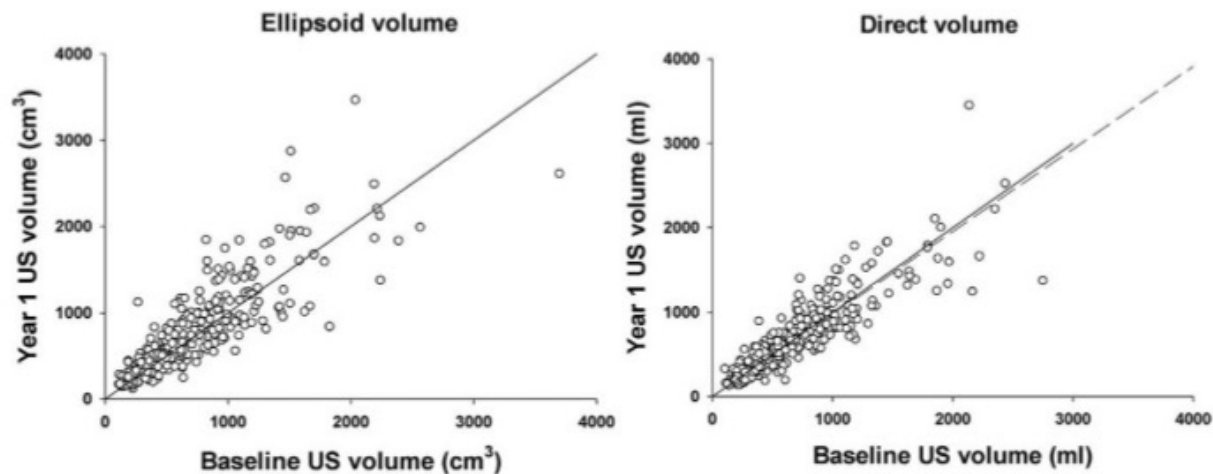 Ellipsoid volume
4000
3000
2000
1000
0
Year 1 US volume (cm³)
0 1000 2000 3000 4000
Baseline US volume (cm³)
Direct volume
4000
3000
2000
1000
0
Year 1 US volume (ml)
0 1000 2000 3000 4000
Baseline US volume (ml)